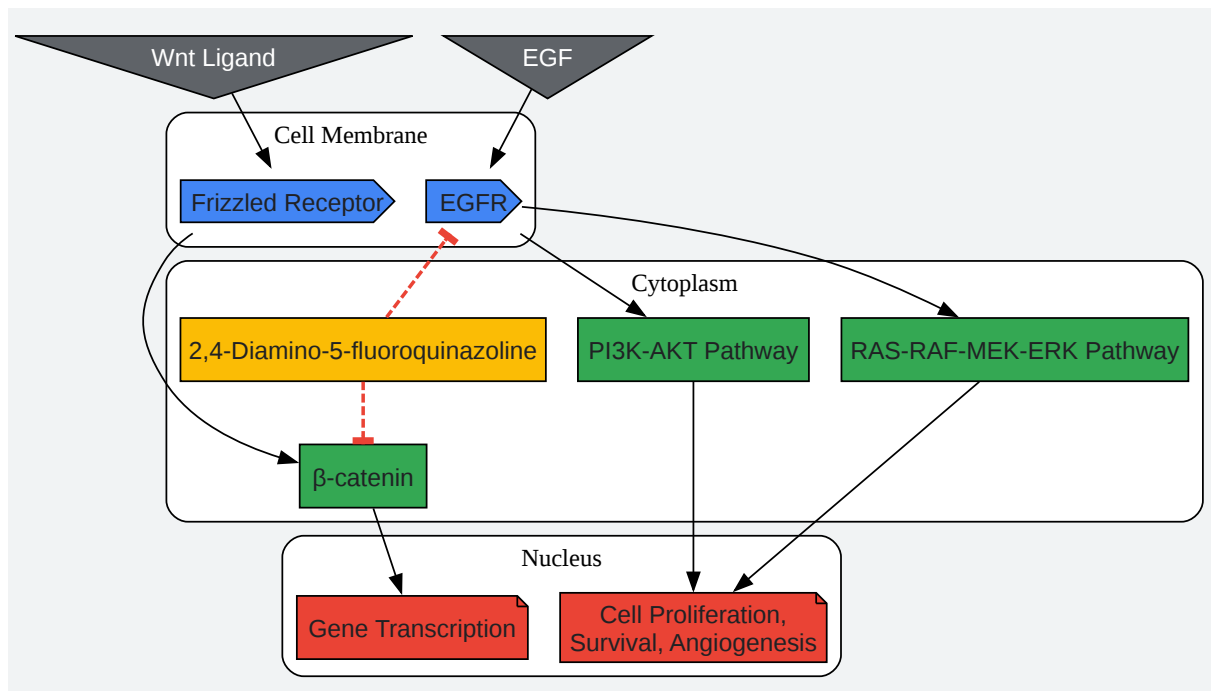 Wnt Ligand
EGF
Cell Membrane
Frizzled Receptor
EGFR
Cytoplasm
2,4-Diamino-5-fluoroquinazoline
PI3K-AKT Pathway
RAS-RAF-MEK-ERK Pathway
β-catenin
Nucleus
Gene Transcription
Cell Proliferation,
Survival, Angiogenesis